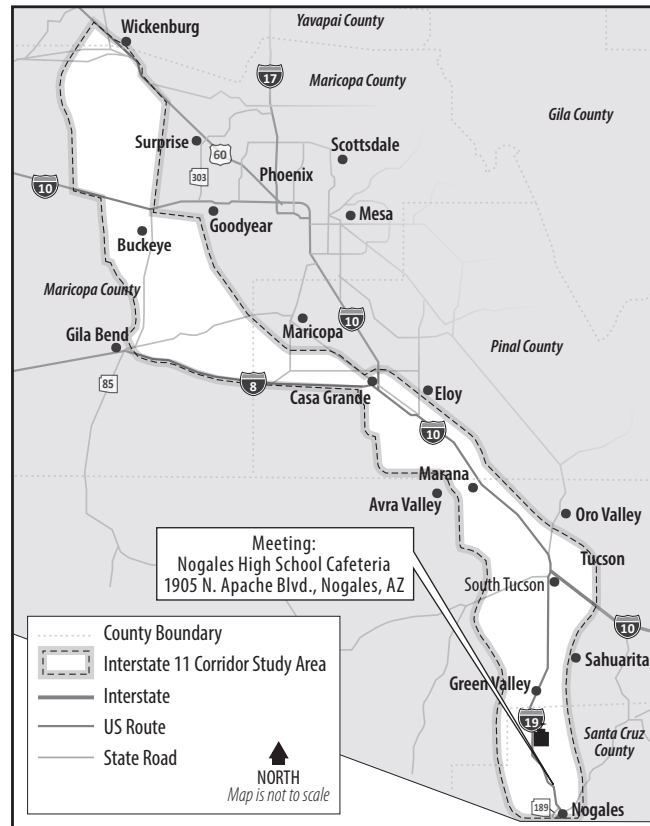 Yavapai County
Wickenburg
17
Maricopa County
Gila County
Surprise
60
Scottsdale
303
Phoenix
10
Goodyear
Mesa
Buckeye
Maricopa County
10
Maricopa
Gila Bend
Pinal County
85
8
Casa Grande
Eloy
10
Marana
Avra Valley
Oro Valley
Meeting:
Nogales High School Cafeteria
1905 N. Apache Blvd., Nogales, AZ
Tucson
South Tucson
10
Sahuarita
Green Valley
19
Santa Cruz
County
189
Nogales
County Boundary
Interstate 11 Corridor Study Area
Interstate
US Route
State Road
NORTH
Map is not to scale